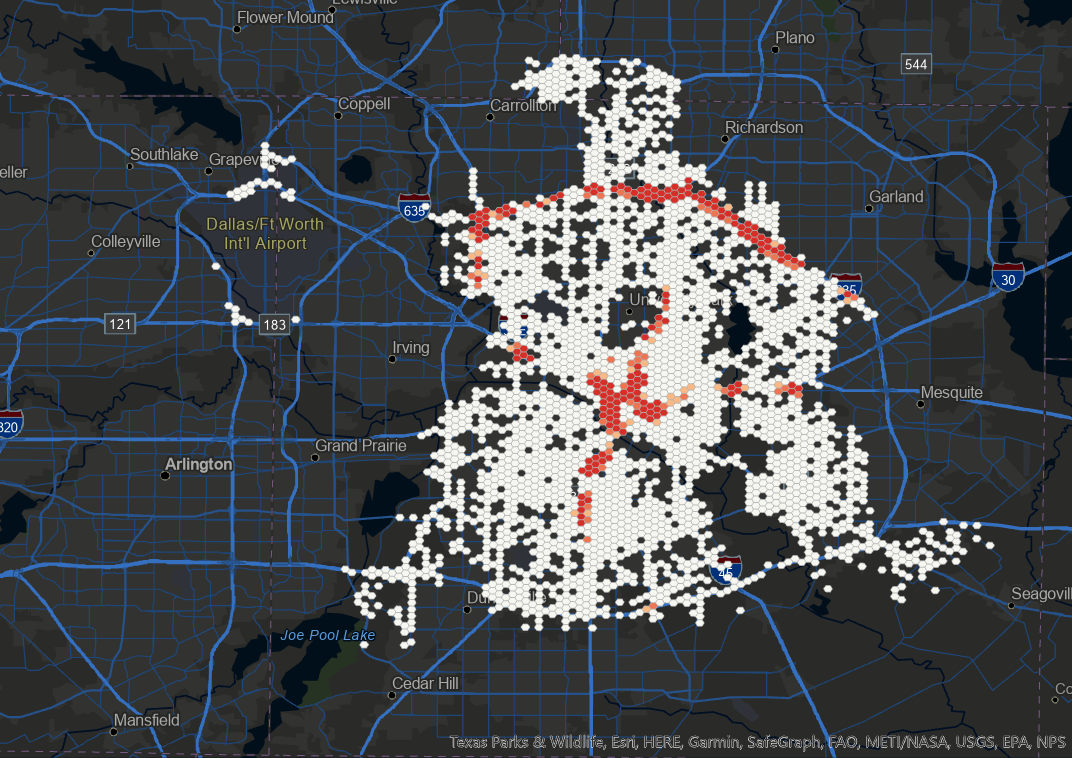 Lewisville
Flower Mound
Plano
544
Coppell
Carrollton
Richardson
Southlake
Grapevine
eller
Garland
635
Dallas/Ft Worth
Int'l Airport
Colleyville
30
121
183
Irving
Mesquite
820
Grand Prairie
Arlington
45
Seagovill
Joe Pool Lake
Cedar Hill
Co
Mansfield
Texas Parks & Wildlife, Esri, HERE, Garmin, SafeGraph, FAO, METI/NASA, USGS, EPA, NPS